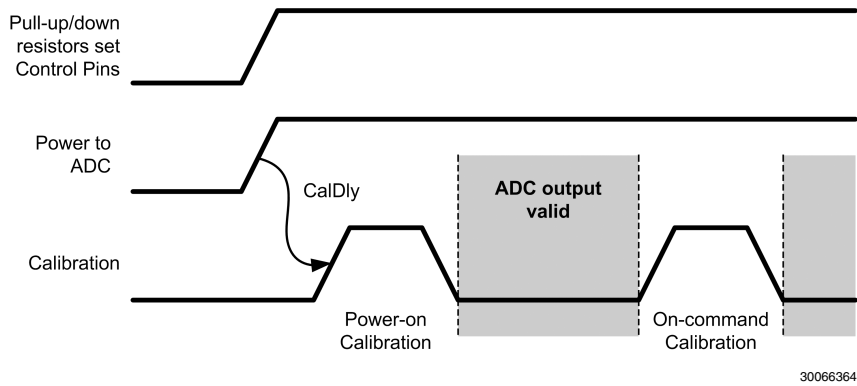 Pull-up/down
resistors set
Control Pins
Power to
ADC
CalDly
ADC output
valid
Calibration
Power-on
Calibration
On-command
Calibration
30066364